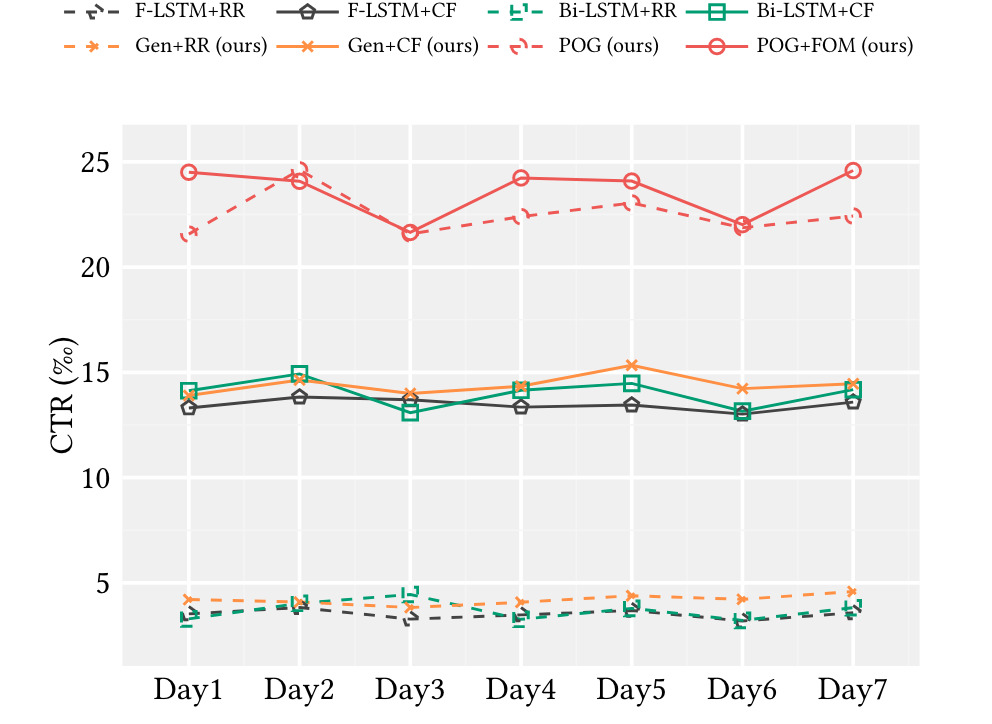 F-LSTM+RR F-LSTM+CF Bi-LSTM+RR Bi-LSTM+CF
Gen+RR (ours) Gen+CF (ours) POG (ours) POG+FOM (ours)
25
20
15
10
5
CTR (‰)
Day1 Day2 Day3 Day4 Day5 Day6 Day7